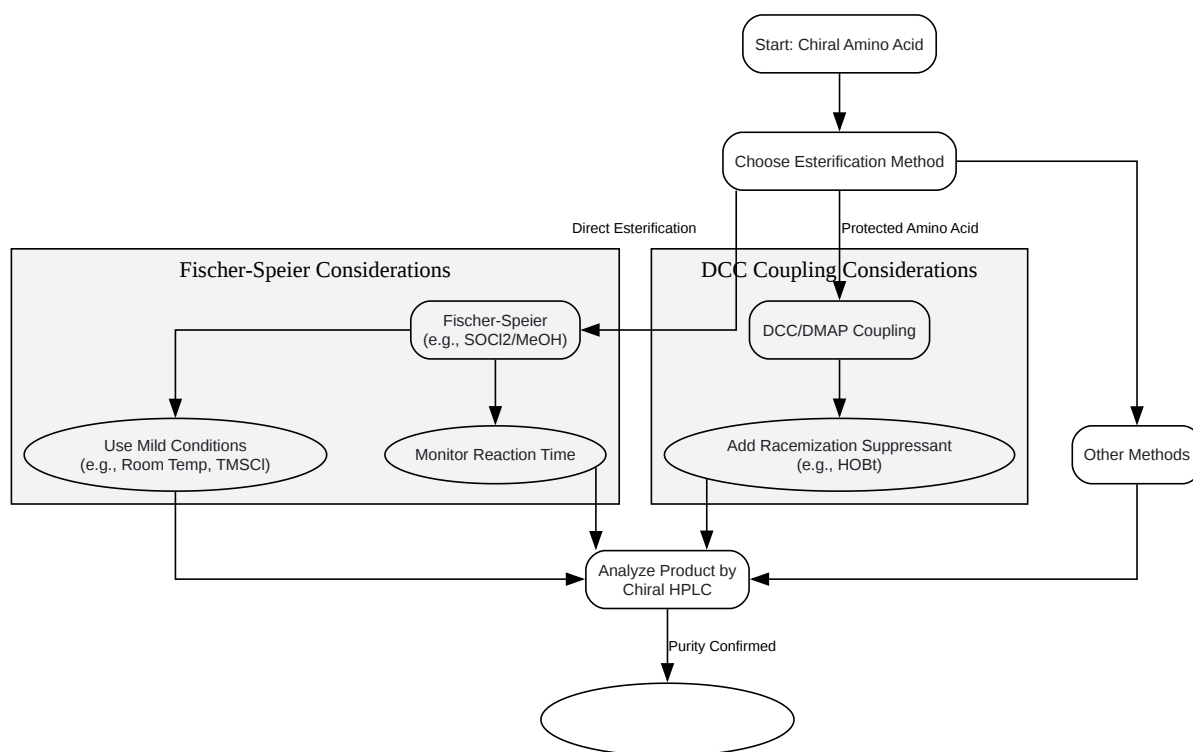 Start: Chiral Amino Acid
Choose Esterification Method
Direct Esterification
Protected Amino Acid
Fischer-Speier Considerations
DCC Coupling Considerations
Fischer-Speier
(e.g., SOCl2/MeOH)
DCC/DMAP Coupling
Use Mild Conditions
(e.g., Room Temp, TMSCl)
Monitor Reaction Time
Add Racemization Suppressant
(e.g., HOBt)
Other Methods
Analyze Product by
Chiral HPLC
Purity Confirmed